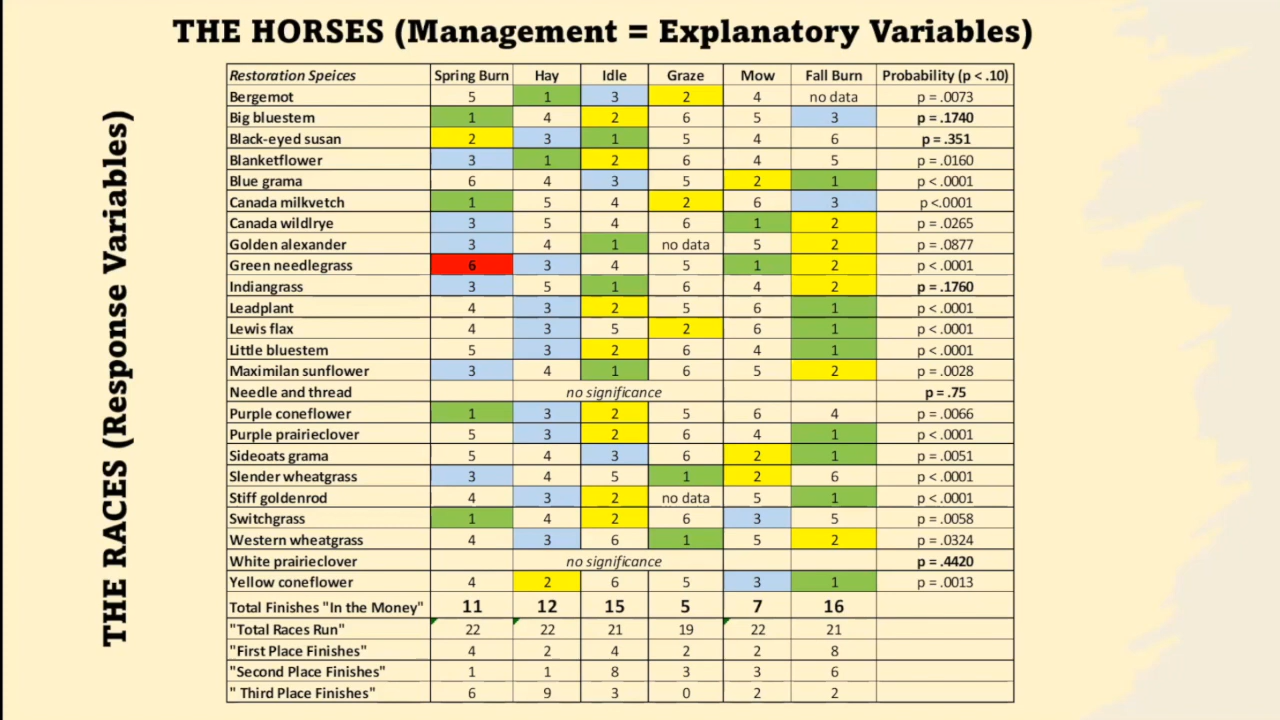 THE HORSES (Management = Explanatory Variables)
THE RACES (Response Variables)
Restoration Speices Spring Burn Hay Idle Graze Mow Fall Burn Probability (p < .10)
Bergemot 5 1 3 2 4 no data p = .0073
Big bluestem 1 4 2 6 5 3 p = .1740
Black-eyed susan 2 3 1 5 4 6 p = .351
Blanketflower 3 1 2 6 4 5 p = .0160
Blue grama 6 4 3 5 2 1 p < .0001
Canada milkvetch 1 5 4 2 6 3 p <.0001
Canada wildlrye 3 5 4 6 1 2 p = .0265
Golden alexander 3 4 1 no data 5 2 p = .0877
Green needlegrass 6 3 4 5 1 2 p < .0001
Indiangrass 3 5 1 6 4 2 p = .1760
Leadplant 4 3 2 5 6 1 p < .0001
Lewis flax 4 3 5 2 6 1 p < .0001
Little bluestem 5 3 2 6 4 1 p < .0001
Maximilan sunflower 3 4 1 6 5 2 p = .0028
Needle and thread no significance p = .75
Purple coneflower 1 3 2 5 6 4 p = .0066
Purple prairieclover 5 3 2 6 4 1 p < .0001
Sideoats grama 5 4 3 6 2 1 p = .0051
Slender wheatgrass 3 4 5 1 2 6 p < .0001
Stiff goldenrod 4 3 2 no data 5 1 p < .0001
Switchgrass 1 4 2 6 3 5 p = .0058
Western wheatgrass 4 3 6 1 5 2 p = .0324
White prairieclover no significance p = .4420
Yellow coneflower 4 2 6 5 3 1 p = .0013
Total Finishes "In the Money" 11 12 15 5 7 16
"Total Races Run" 22 22 21 19 22 21
"First Place Finishes" 4 2 4 2 2 8
"Second Place Finishes" 1 1 8 3 3 6
" Third Place Finishes" 6 9 3 0 2 2